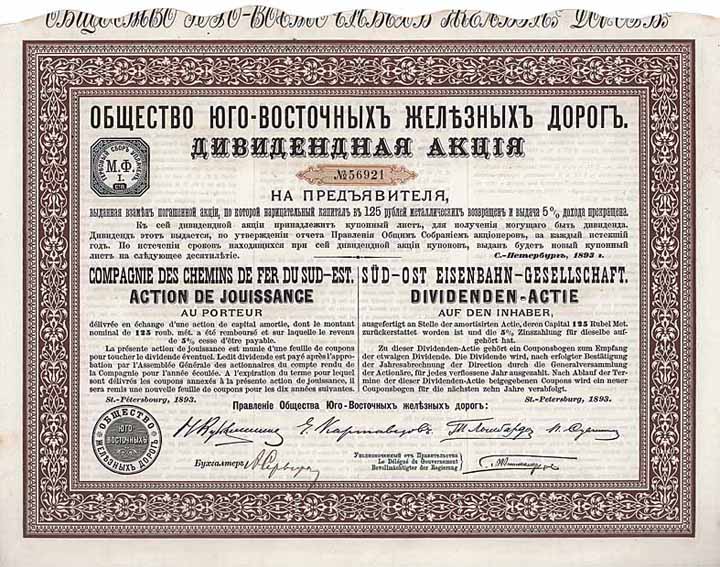 ОБЩЕСТВО ЮГО-ВОСТОЧНЫХЪ ЖЕЛѢЗНЫХЪ ДОРОГЪ.
ДИВИДЕНДНАЯ АКЦІЯ
№56921
ГЕРБОВЫЙ СБОРЪ
М.Ф.
I.
НА ПРЕДЪЯВИТЕЛЯ,
выданная взамѣнъ погашенной акціи, по которой нарицательный капиталъ въ 125 рублей металлическихъ возвращенъ и выдача 5% дохода прекращена.
Къ сей дивидендной акціи принадлежитъ купонный листъ, для полученія могущаго быть дивиденда.
Дивидендъ этотъ выдается, по утвержденіи отчета Правленія Общимъ Собраніемъ акціонеровъ, за каждый истекшій
годъ. По истеченіи сроковъ находящихся при сей дивидендной акціи купоновъ, выданъ будетъ новый купонный
листъ на слѣдующее десятилѣтіе.
С.-Петербургъ, 1893 г.
COMPAGNIE DES CHEMINS DE FER DU SUD-EST.
ACTION DE JOUISSANCE
AU PORTEUR
délivrée en échange d'une action de capital amortie, dont le montant
nominal de 125 roub. mét. a été remboursé et sur laquelle le revenu
de 5% cesse d'être payable.
La présente action de jouissance est munie d'une feuille de coupons
pour toucher le dividende éventuel. Ledit dividende est payé après l'appro-
bation par l'Assemblée Générale des actionnaires du compte rendu de
la Compagnie pour l'année écoulée. A l'expiration du terme pour lequel
sont délivrés les coupons annexés à la présente action de jouissance, il
sera remis une nouvelle feuille de coupons pour les dix années suivantes.
St.-Pétersbourg, 1893.
SÜD-OST EISENBAHN-GESELLSCHAFT.
DIVIDENDEN-ACTIE
AUF DEN INHABER,
ausgefertigt an Stelle der amortisirten Actie, deren Capital 125 Rubel Met.
zurückerstattet worden ist und die 5% Zinszahlung für dieselbe auf-
gehört hat.
Zu dieser Dividenden-Actie gehört ein Couponsbogen zum Empfang
der etwaigen Dividende. Die Dividende wird, nach erfolgter Bestätigung
der Jahresabrechnung der Direction durch die Generalversammlung
der Actionäre, für jedes verflossene Jahr ausgezahlt. Nach Ablauf der Ter-
mine der dieser Dividenden-Actie beigegebenen Coupons wird ein neuer
Couponsbogen für die nächsten zehn Jahre verabfolgt.
St.-Petersburg, 1893.
Правленіе Общества Юго-Восточныхъ желѣзныхъ дорогъ:
ОБЩЕСТВО
ЮГО-
ВОСТОЧНЫХЪ
ЖЕЛѢЗНЫХЪ ДОРОГЪ
Бухгалтеръ
Уполномоченный отъ Правительства
Le Délégué du Gouvernement
Bevollmächtigter der Regierung